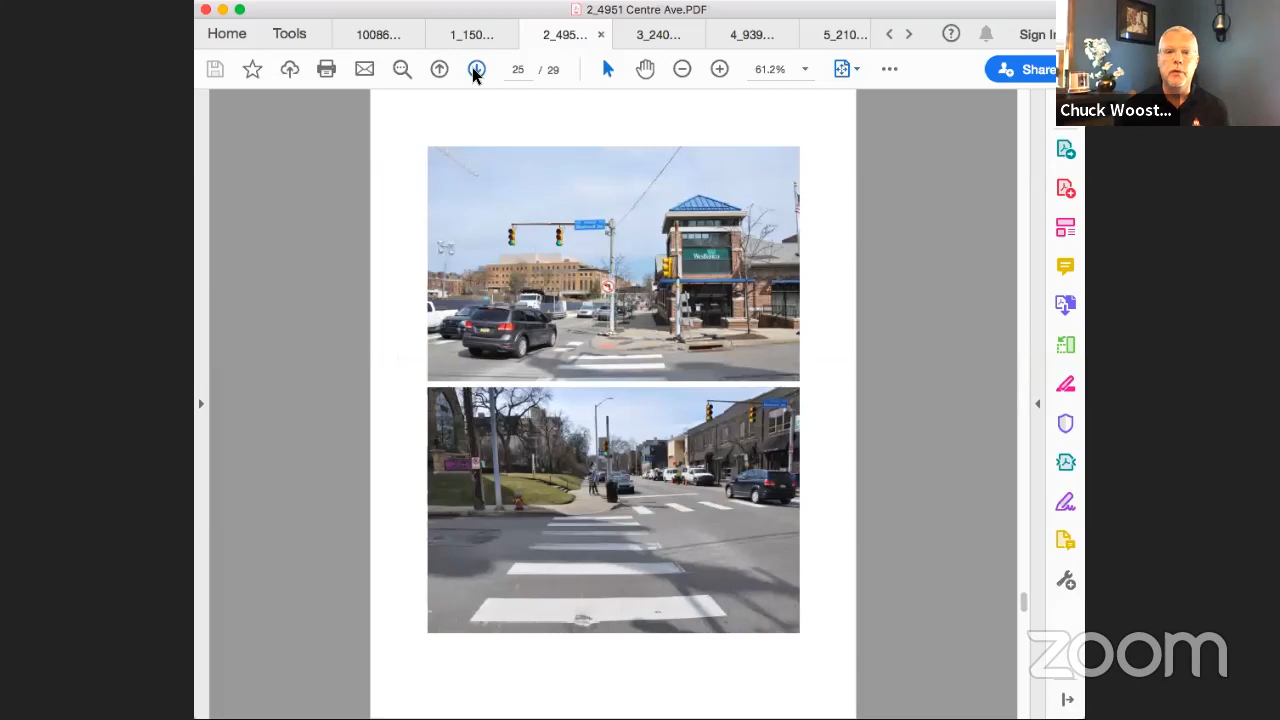 2_4951 Centre Ave.PDF
Home
Tools
10086...
1_150...
2_495...
×
3_240...
4_939...
5_210...
Sign In
25 / 29
61.2%
Share
Chuck Woost...
zoom